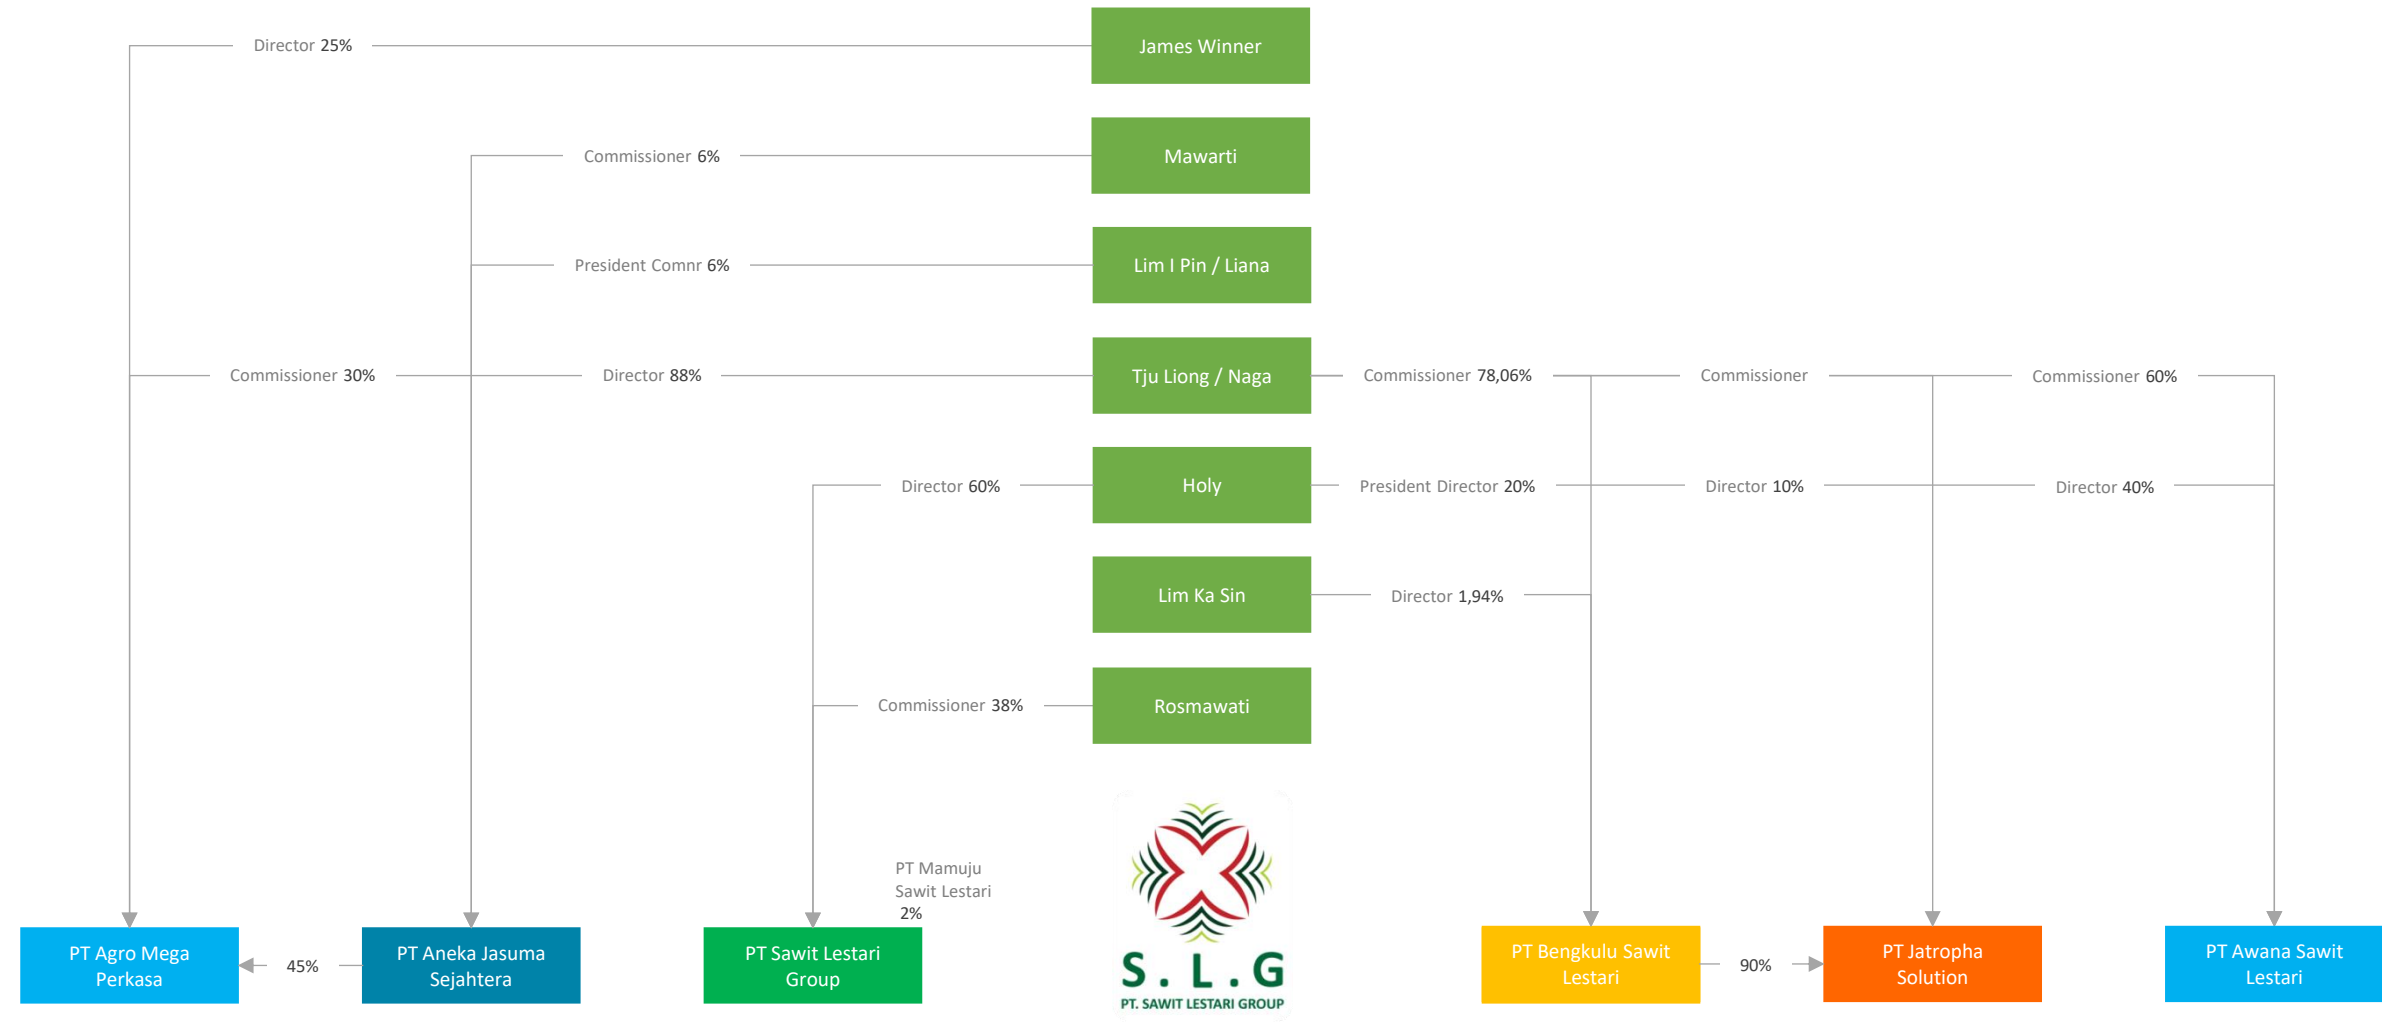 James Winner
Director 25%
Mawarti
Commissioner 6%
Lim I Pin / Liana
President Comnr 6%
Commissioner 30%
Director 88%
Tju Liong / Naga
Commissioner 78,06%
Commissioner
Commissioner 60%
Director 60%
Holy
President Director 20%
Director 10%
Director 40%
Lim Ka Sin
Director 1,94%
Commissioner 38%
Rosmawati
PT Mamuju
Sawit Lestari
2%
PT Agro Mega
Perkasa
45%
PT Aneka Jasuma
Sejahtera
PT Sawit Lestari
Group
S.L.G
PT. SAWIT LESTARI GROUP
PT Bengkulu Sawit
Lestari
90%
PT Jatropha
Solution
PT Awana Sawit
Lestari